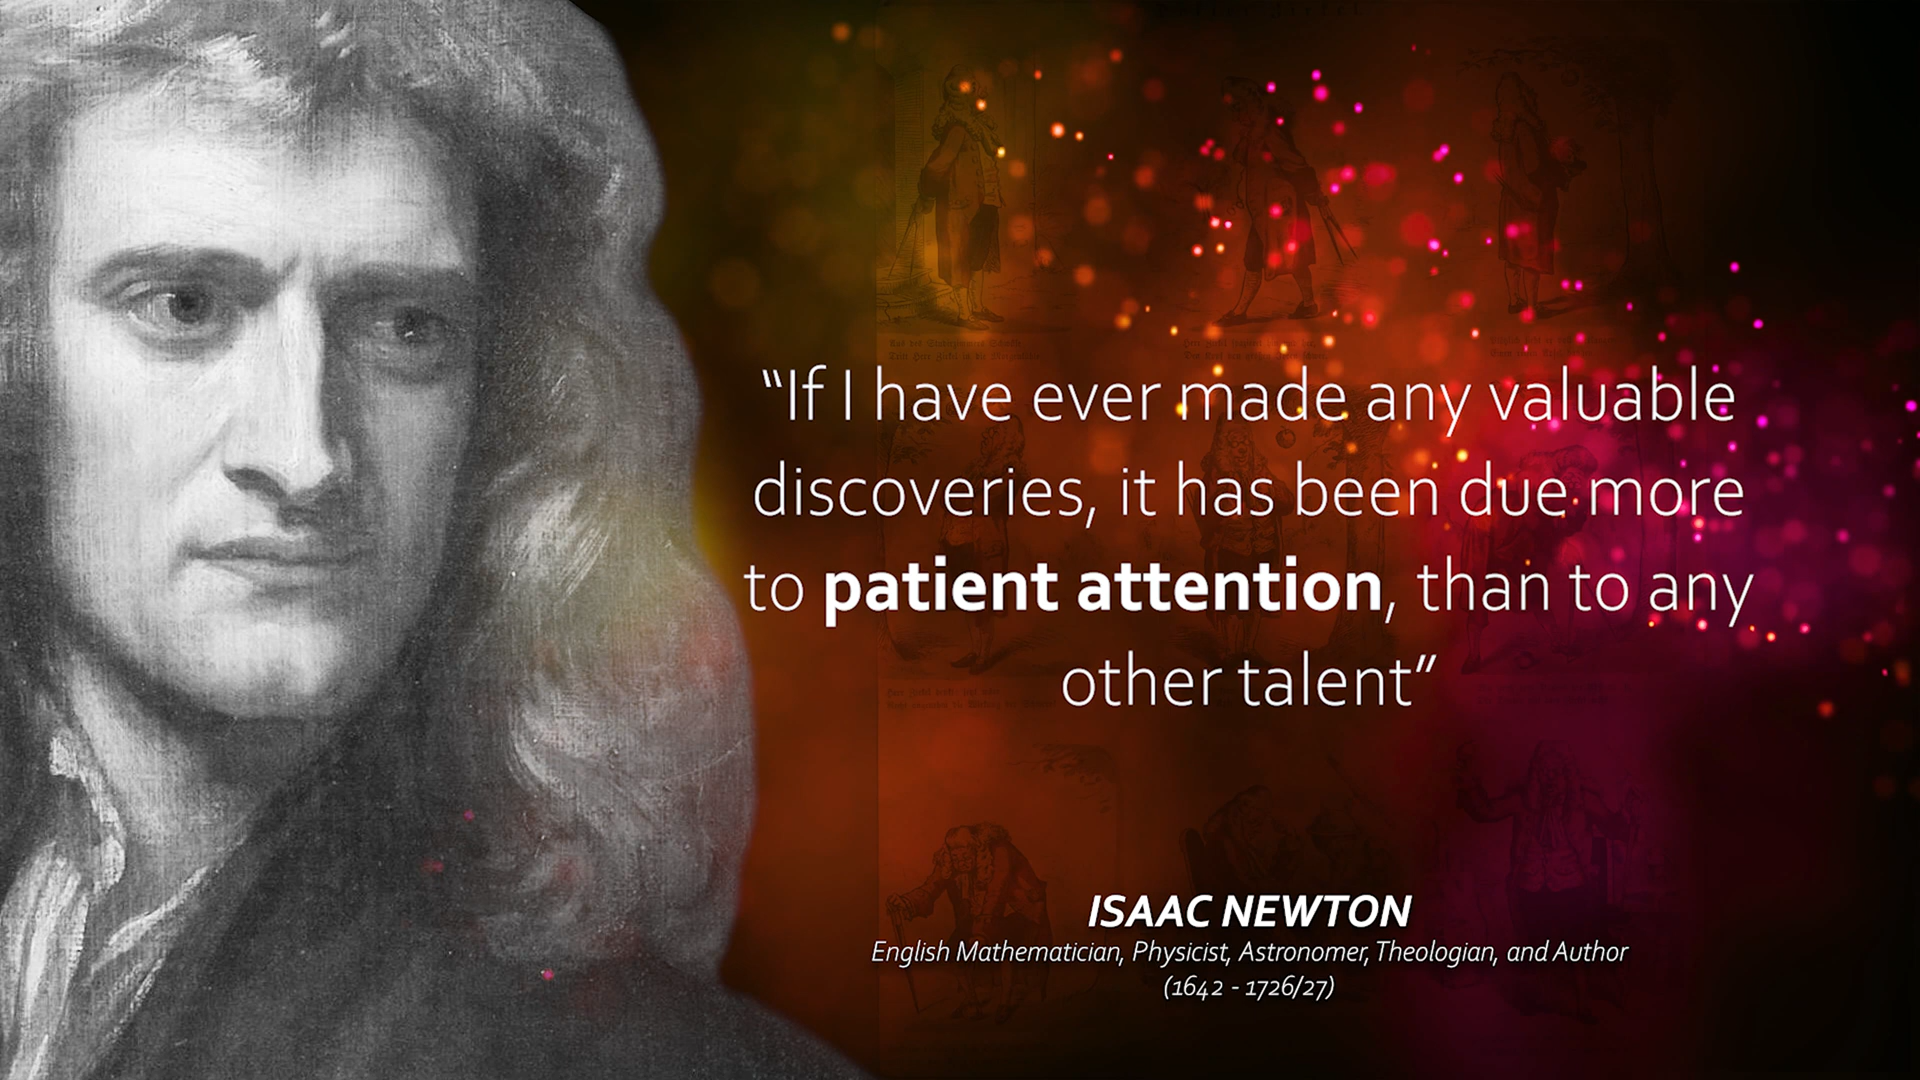 “If I have ever made any valuable
discoveries, it has been due more
to patient attention, than to any
other talent”
ISAAC NEWTON
English Mathematician, Physicist, Astronomer, Theologian, and Author
(1642 - 1726/27)